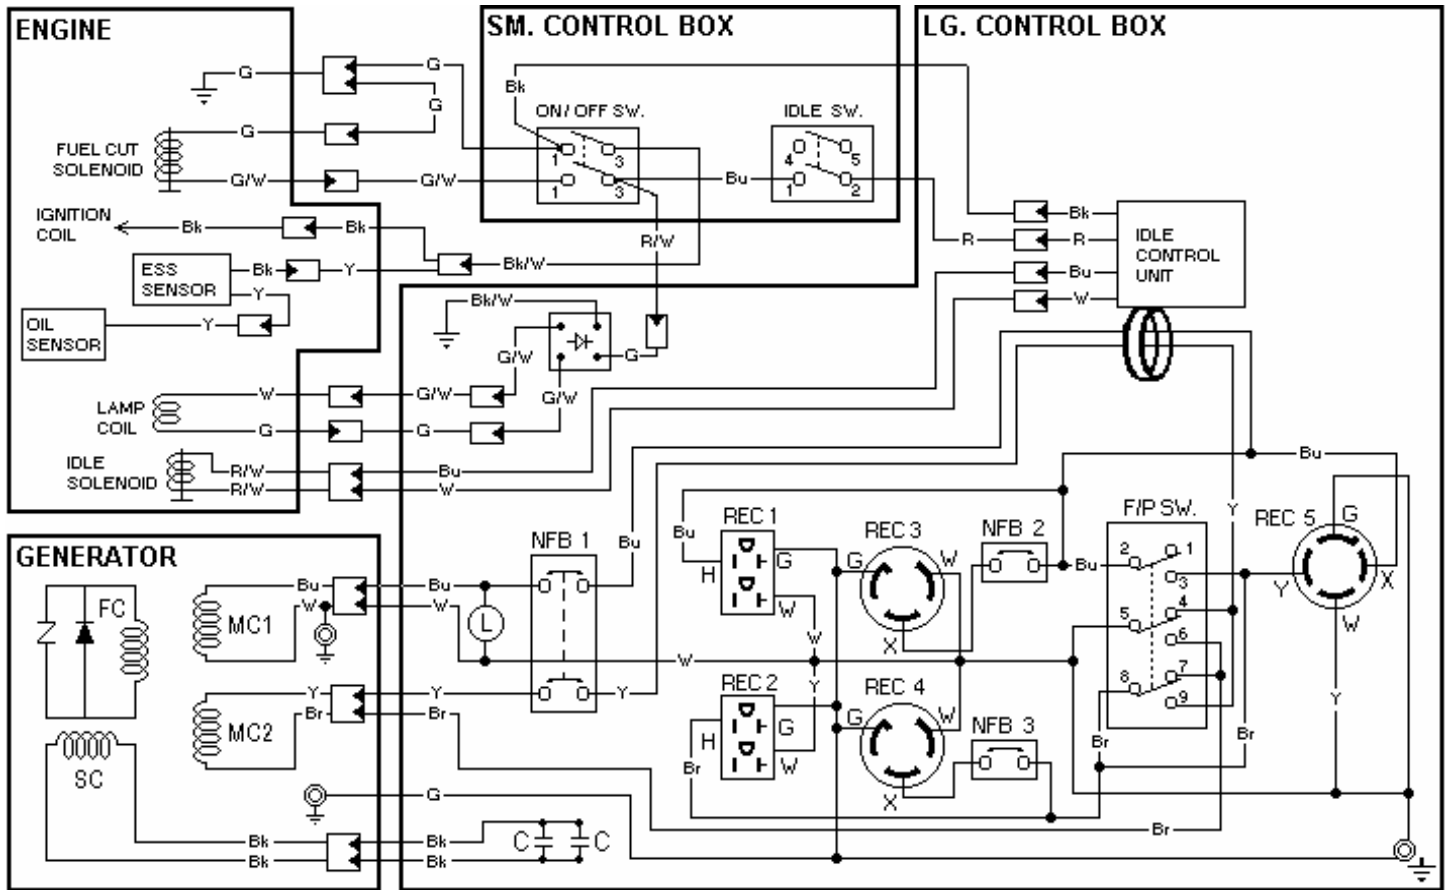 ENGINE
SM. CONTROL BOX
LG. CONTROL BOX
G
G
Bk
ON/OFF SW.
IDLE SW.
G
FUEL CUT
SOLENOID
G
1 3
4 5
G/W
G/W
1 3
Bu
1 2
IGNITION
COIL
Bk
Bk
R/W
Bk
R
R
IDLE
CONTROL
UNIT
Bu
W
ESS
SENSOR
Bk
Y
Y
Bk/W
OIL
SENSOR
Y
Bk/W
G/W
G
G/W
LAMP
COIL
W
G/W
G
G
IDLE
SOLENOID
R/W
Bu
R/W
W
Bu
Y
F/P SW.
REC 5
G
X
Y
W
GENERATOR
NFB 1
Bu
Bu
REC 1
H
G
W
REC 3
G
W
X
NFB 2
Bu
2 1
3
5 4
6
8 7
9
FC
MC1
Bu
W
Bu
W
L
W
W
Y
Y
MC2
Y
Br
Y
Br
Y
REC 2
H
G
W
Br
REC 4
G
W
X
NFB 3
Br
Br
SC
G
Br
Bk
Bk
Bk
Bk
C
C